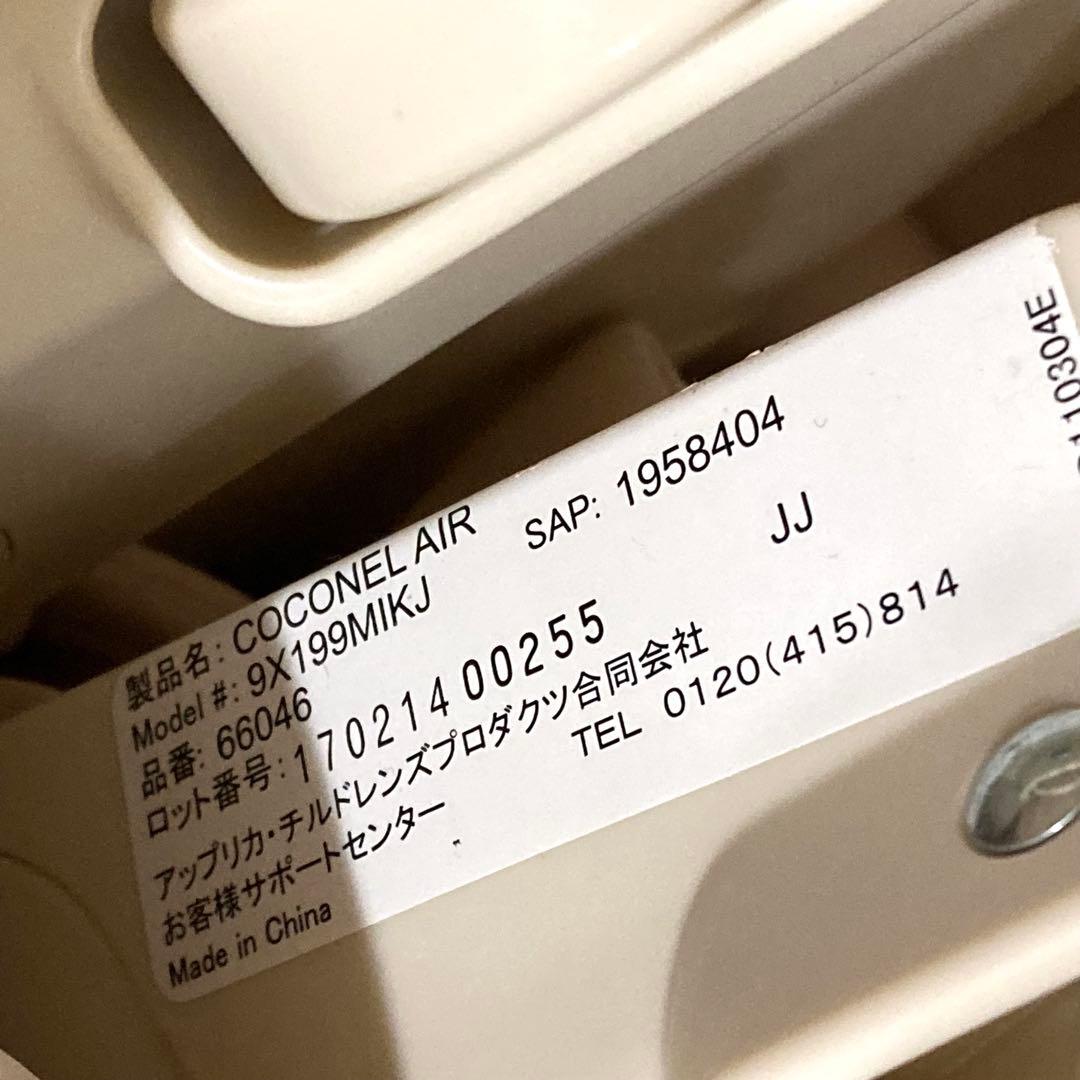 製品名: COCONEL AIR SAP: 1958404
Model #: 9X199MIKJ
品番: 66046 JJ
ロット番号: 170214 00255
アップリカ・チルドレンズプロダクツ合同会社
お客様サポートセンター TEL 0120(415)814
Made in China